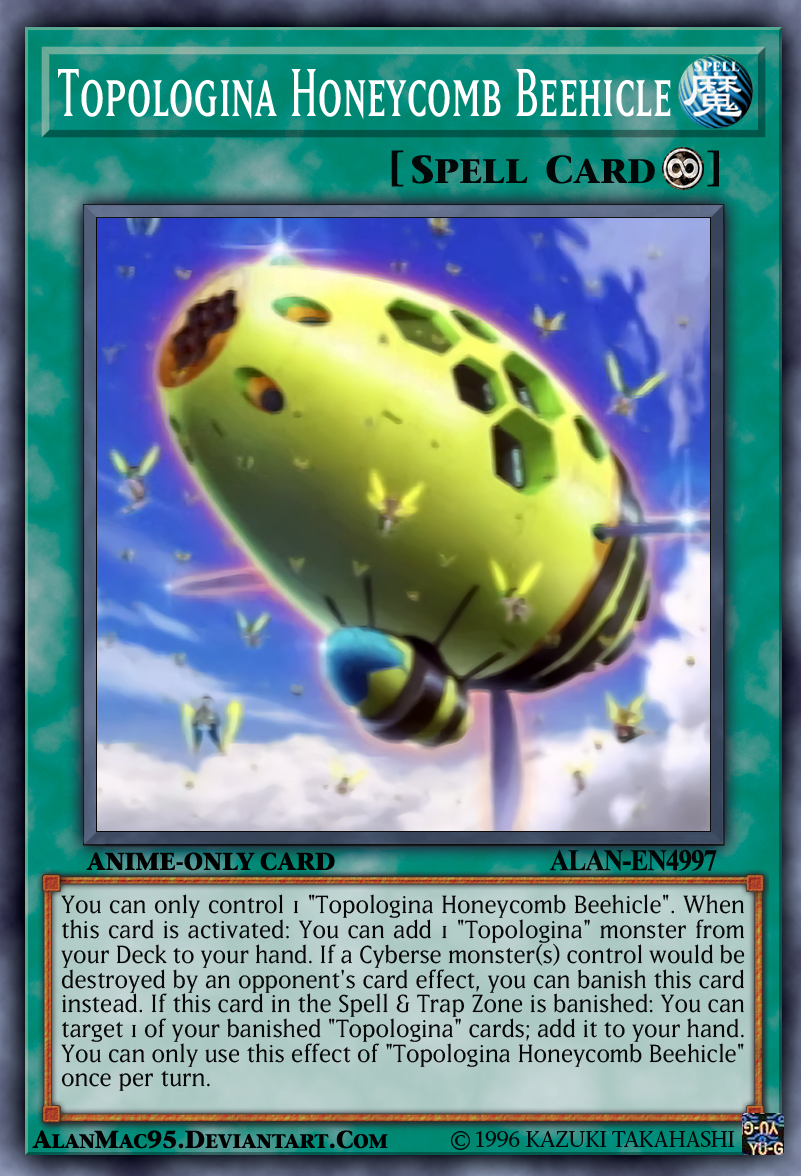 Topologina Honeycomb Beehicle
SPELL
魔
[Spell Card]
ANIME-ONLY CARD
ALAN-EN4997
You can only control 1 "Topologina Honeycomb Beehicle". When
this card is activated: You can add 1 "Topologina" monster from
your Deck to your hand. If a Cyberse monster(s) control would be
destroyed by an opponent's card effect, you can banish this card
instead. If this card in the Spell & Trap Zone is banished: You can
target 1 of your banished "Topologina" cards; add it to your hand.
You can only use this effect of "Topologina Honeycomb Beehicle"
once per turn.
AlanMac95.Deviantart.Com
© 1996 KAZUKI TAKAHASHI
YU-G
YU-G